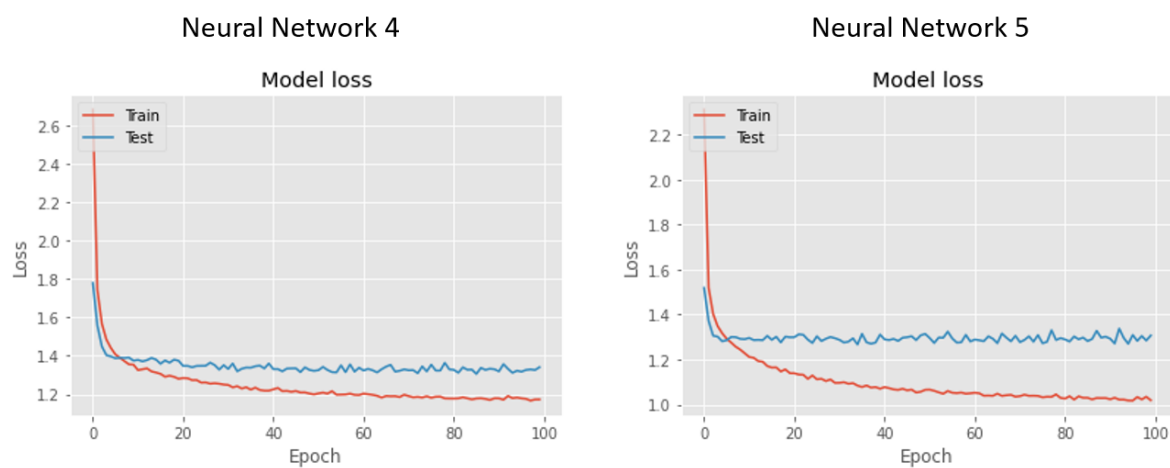 Neural Network 4
Model loss
Train
Test
2.6
2.4
2.2
2.0
1.8
1.6
1.4
1.2
Loss
0 20 40 60 80 100
Epoch
Neural Network 5
Model loss
Train
Test
2.2
2.0
1.8
1.6
1.4
1.2
1.0
Loss
0 20 40 60 80 100
Epoch